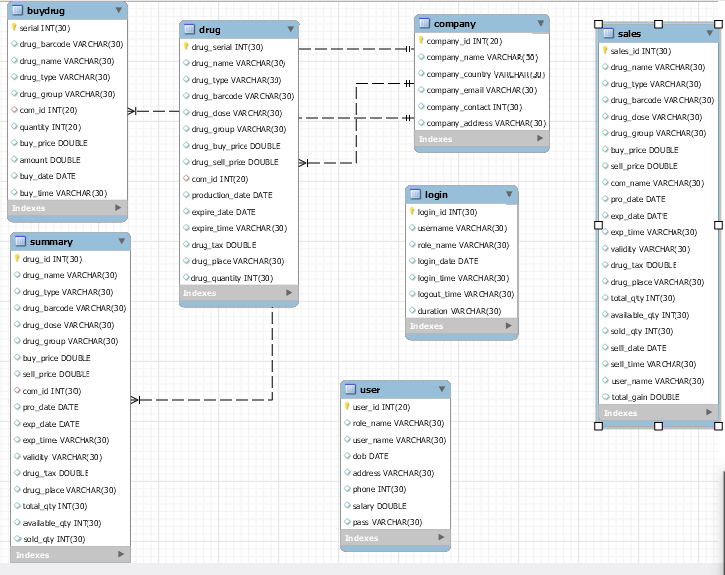 buydrug
serial INT(30)
drug_barcode VARCHAR(30)
drug_name VARCHAR(30)
drug_type VARCHAR(30)
drug_group VARCHAR(30)
com_id INT(20)
quantity INT(20)
buy_price DOUBLE
amount DOUBLE
buy_date DATE
buy_time VARCHAR(30)
Indexes
summary
drug_id INT(30)
drug_name VARCHAR(30)
drug_type VARCHAR(30)
drug_barcode VARCHAR(30)
drug_dose VARCHAR(30)
drug_group VARCHAR(30)
buy_price DOUBLE
sell_price DOUBLE
com_id INT(30)
pro_date DATE
exp_date DATE
exp_time VARCHAR(30)
validity VARCHAR(30)
drug_tax DOUBLE
drug_place VARCHAR(30)
total_qty INT(30)
available_qty INT(30)
sold_qty INT(30)
Indexes
drug
drug_serial INT(30)
drug_name VARCHAR(30)
drug_type VARCHAR(30)
drug_barcode VARCHAR(30)
drug_dose VARCHAR(30)
drug_group VARCHAR(30)
drug_buy_price DOUBLE
drug_sell_price DOUBLE
com_id INT(20)
production_date DATE
expire_date DATE
expire_time VARCHAR(30)
drug_tax DOUBLE
drug_place VARCHAR(30)
drug_quantity INT(30)
Indexes
company
company_id INT(20)
company_name VARCHAR(30)
company_country VARCHAR(30)
company_email VARCHAR(30)
company_contact INT(30)
company_address VARCHAR(30)
Indexes
login
login_id INT(30)
username VARCHAR(30)
role_name VARCHAR(30)
login_date DATE
login_time VARCHAR(30)
logout_time VARCHAR(30)
duration VARCHAR(30)
Indexes
user
user_id INT(20)
role_name VARCHAR(30)
user_name VARCHAR(30)
dob DATE
address VARCHAR(30)
phone INT(30)
salary DOUBLE
pass VARCHAR(30)
Indexes
sales
sales_id INT(30)
drug_name VARCHAR(30)
drug_type VARCHAR(30)
drug_barcode VARCHAR(30)
drug_dose VARCHAR(30)
drug_group VARCHAR(30)
buy_price DOUBLE
sell_price DOUBLE
com_name VARCHAR(30)
pro_date DATE
exp_date DATE
exp_time VARCHAR(30)
validity VARCHAR(30)
drug_tax DOUBLE
drug_place VARCHAR(30)
total_qty INT(30)
available_qty INT(30)
sold_qty INT(30)
sell_date DATE
sell_time VARCHAR(30)
user_name VARCHAR(30)
total_gain DOUBLE
Indexes